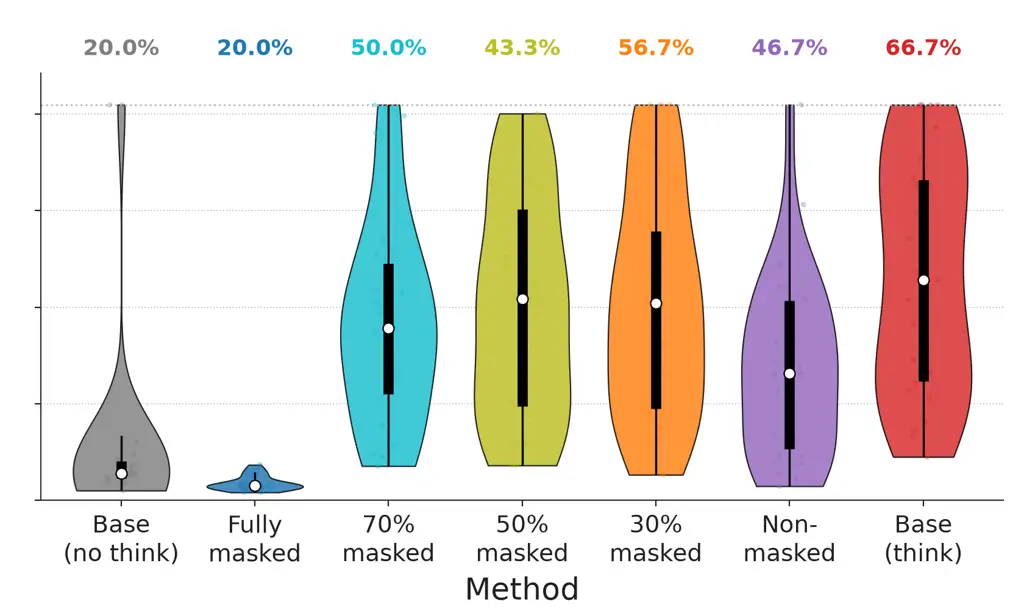 20.0% 20.0% 50.0% 43.3% 56.7% 46.7% 66.7%
Base Fully 70% 50% 30% Non- Base
(no think) masked masked masked masked masked (think)
Method